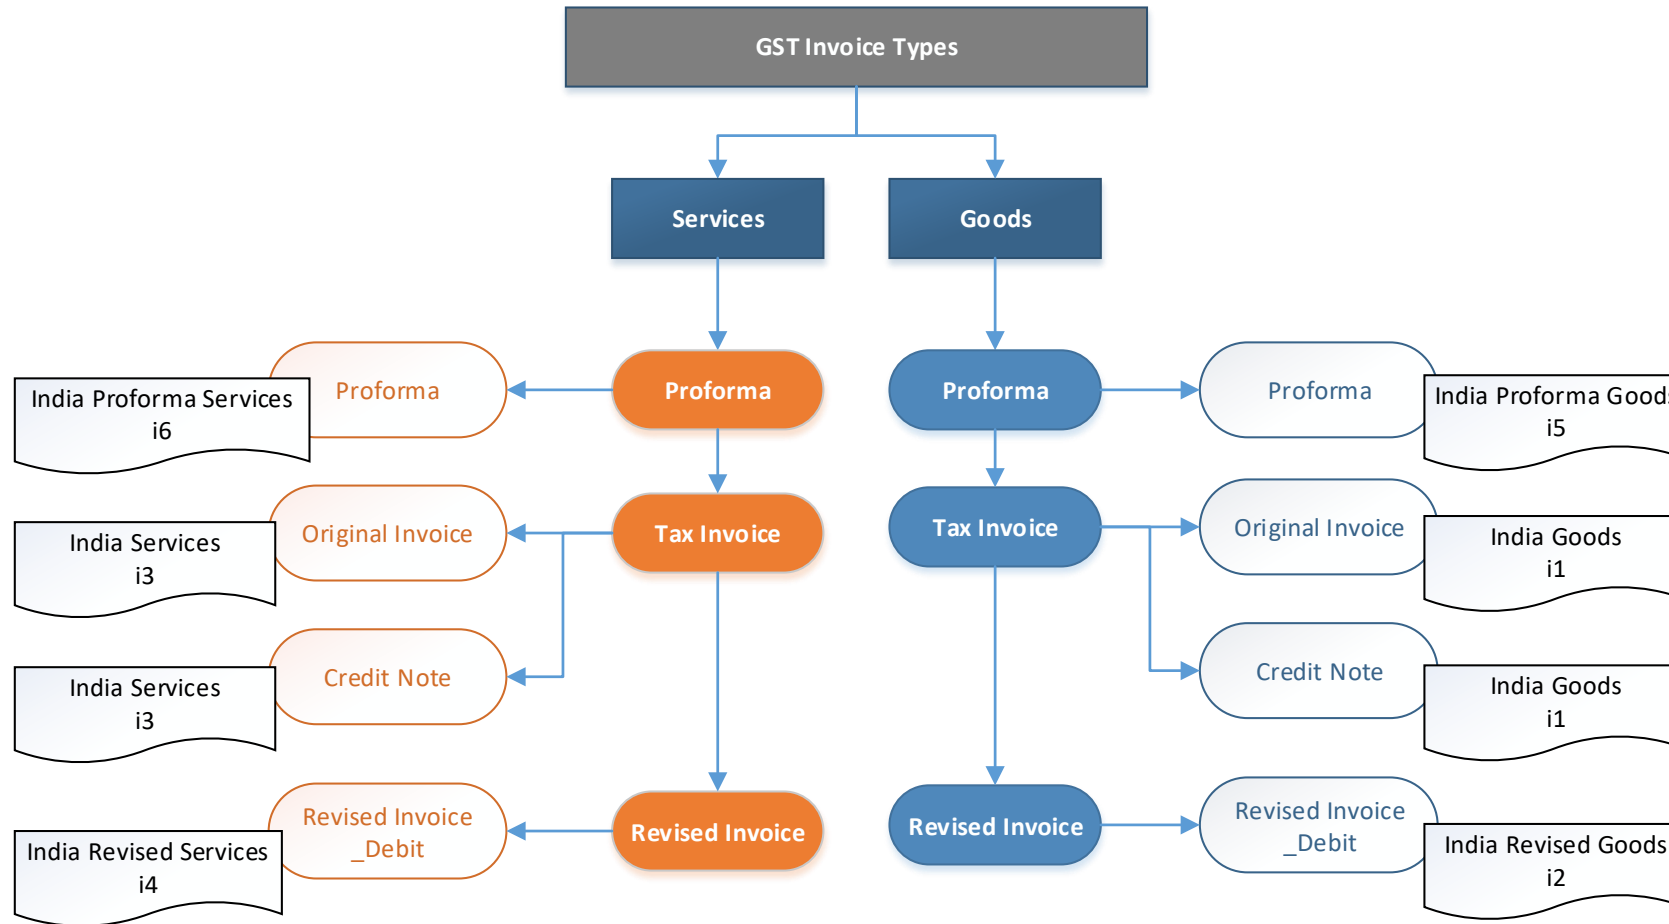 GST Invoice Types
Services
Goods
India Proforma Services
i6
Proforma
Proforma
Proforma
Proforma
India Proforma Goods
i5
India Services
i3
Original Invoice
Tax Invoice
Tax Invoice
Original Invoice
India Goods
i1
India Services
i3
Credit Note
Credit Note
India Goods
i1
India Revised Services
i4
Revised Invoice
_Debit
Revised Invoice
Revised Invoice
Revised Invoice
_Debit
India Revised Goods
i2